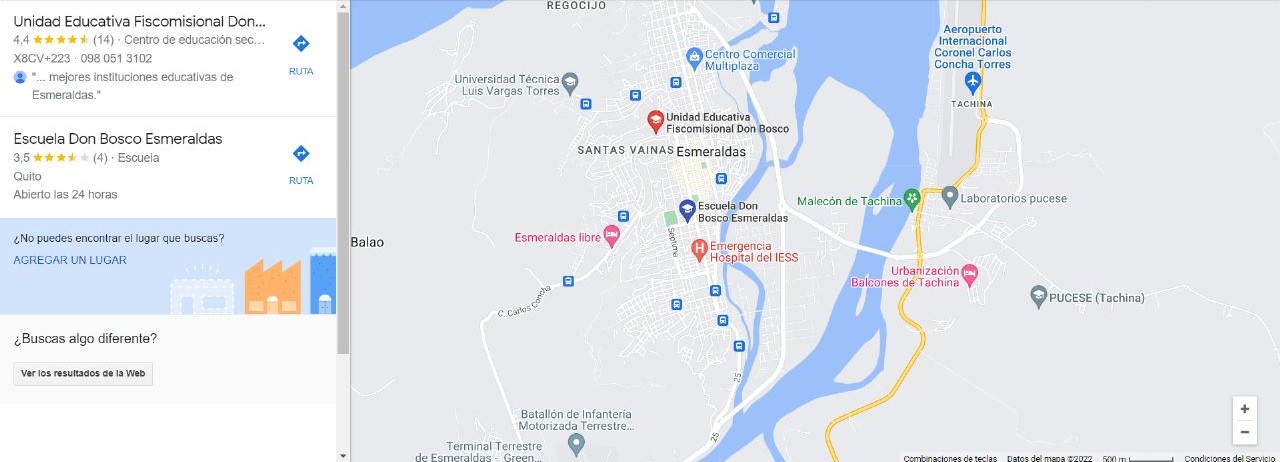 Unidad Educativa Fiscomisional Don...
4,4 (14) · Centro de educación sec...
X8CV+223 · 098 051 3102
"... mejores instituciones educativas de
Esmeraldas."
RUTA
Escuela Don Bosco Esmeraldas
3,5 (4) · Escuela
Quito
Abierto las 24 horas
RUTA
¿No puedes encontrar el lugar que buscas?
AGREGAR UN LUGAR
¿Buscas algo diferente?
Ver los resultados de la Web
REGOCIJO
Aeropuerto
Internacional
Coronel Carlos
Concha Torres
TACHINA
Centro Comercial
Multiplaza
Universidad Técnica
Luis Vargas Torres
Unidad Educativa
Fiscomisional Don Bosco
SANTAS VAINAS
Esmeraldas
Malecón de Tachina
Laboratorios pucese
Escuela Don
Bosco Esmeraldas
Esmeraldas libre
Balao
Séptima
Emergencia
Hospital del IESS
Urbanización
Balcones de Tachina
PUCESE (Tachina)
C. Carlos Concha
25
25
Batallón de Infantería
Motorizada Terrestre...
Terminal Terrestre
de Esmeraldas - Green...
Combinaciones de teclas
Datos del mapa ©2022
500 m
Condiciones del Servicio